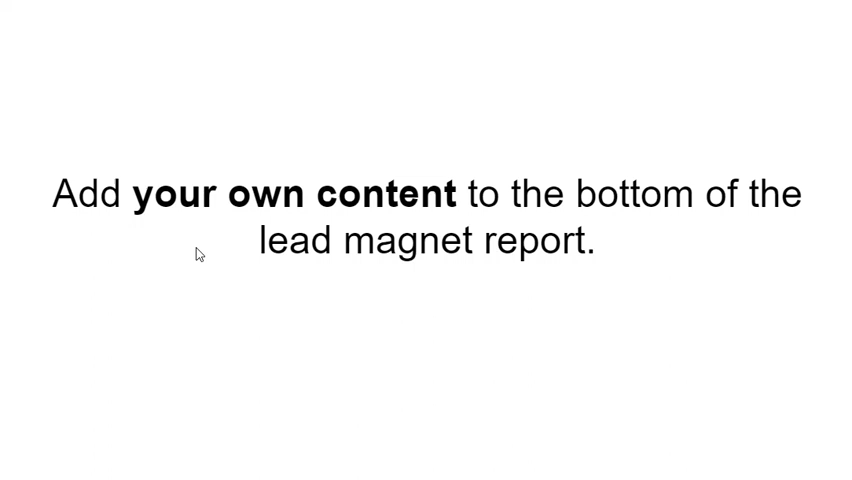 Add your own content to the bottom of the
lead magnet report.